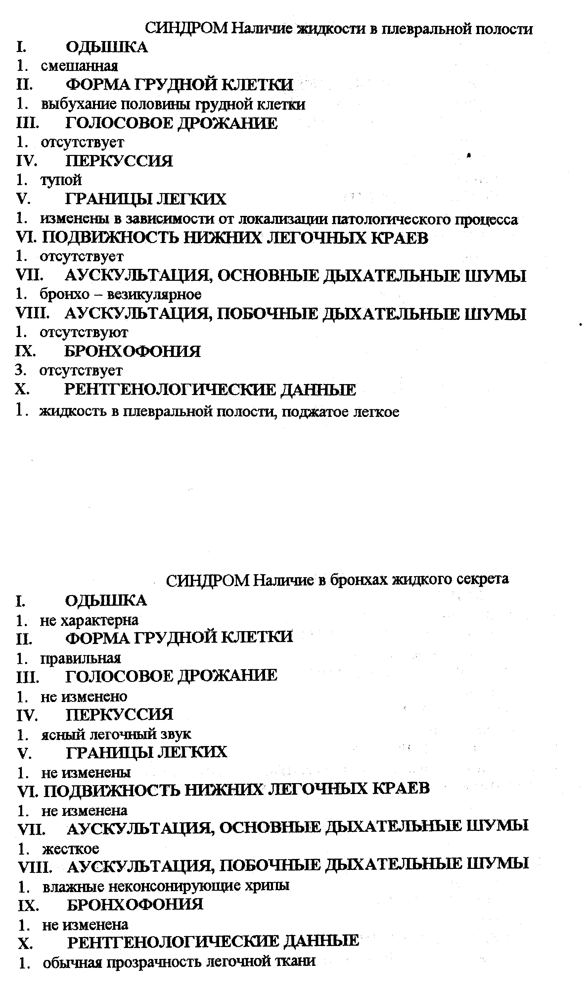 СИНДРОМ Наличие жидкости в плевральной полости
I. ОДЫШКА
1. смешанная
II. ФОРМА ГРУДНОЙ КЛЕТКИ
1. выбухание половины грудной клетки
III. ГОЛОСОВОЕ ДРОЖАНИЕ
1. отсутствует
IV. ПЕРКУССИЯ
1. тупой
V. ГРАНИЦЫ ЛЕГКИХ
1. изменены в зависимости от локализации патологического процесса
VI. ПОДВИЖНОСТЬ НИЖНИХ ЛЕГОЧНЫХ КРАЕВ
1. отсутствует
VII. АУСКУЛЬТАЦИЯ, ОСНОВНЫЕ ДЫХАТЕЛЬНЫЕ ШУМЫ
1. бронхо – везикулярное
VIII. АУСКУЛЬТАЦИЯ, ПОБОЧНЫЕ ДЫХАТЕЛЬНЫЕ ШУМЫ
1. отсутствуют
IX. БРОНХОФОНИЯ
3. отсутствует
X. РЕНТГЕНОЛОГИЧЕСКИЕ ДАННЫЕ
1. жидкость в плевральной полости, поджатое легкое
СИНДРОМ Наличие в бронхах жидкого секрета
I. ОДЫШКА
1. не характерна
II. ФОРМА ГРУДНОЙ КЛЕТКИ
1. правильная
III. ГОЛОСОВОЕ ДРОЖАНИЕ
1. не изменено
IV. ПЕРКУССИЯ
1. ясный легочный звук
V. ГРАНИЦЫ ЛЕГКИХ
1. не изменены
VI. ПОДВИЖНОСТЬ НИЖНИХ ЛЕГОЧНЫХ КРАЕВ
1. не изменена
VII. АУСКУЛЬТАЦИЯ, ОСНОВНЫЕ ДЫХАТЕЛЬНЫЕ ШУМЫ
1. жесткое
VIII. АУСКУЛЬТАЦИЯ, ПОБОЧНЫЕ ДЫХАТЕЛЬНЫЕ ШУМЫ
1. влажные неконсонирующие хрипы
IX. БРОНХОФОНИЯ
1. не изменена
X. РЕНТГЕНОЛОГИЧЕСКИЕ ДАННЫЕ
1. обычная прозрачность легочной ткани